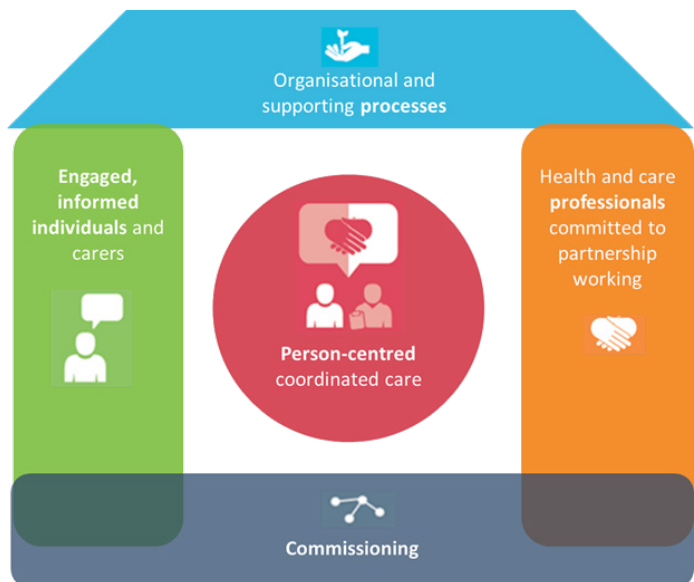 Organisational and
supporting processes
Engaged,
informed
individuals and
carers
Person-centred
coordinated care
Health and care
professionals
committed to
partnership
working
Commissioning